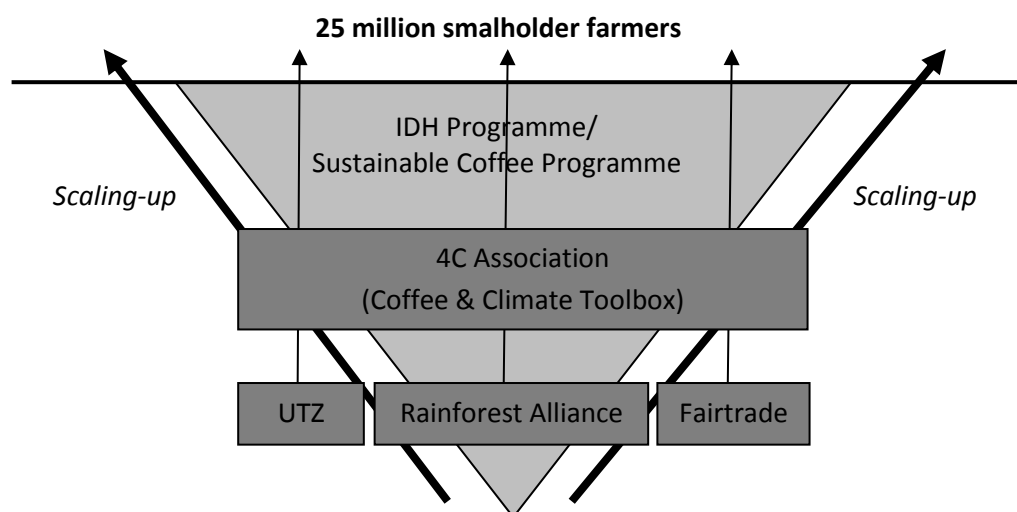 25 million smallholder farmers
IDH Programme/
Sustainable Coffee Programme
Scaling-up
Scaling-up
4C Association
(Coffee & Climate Toolbox)
UTZ
Rainforest Alliance
Fairtrade